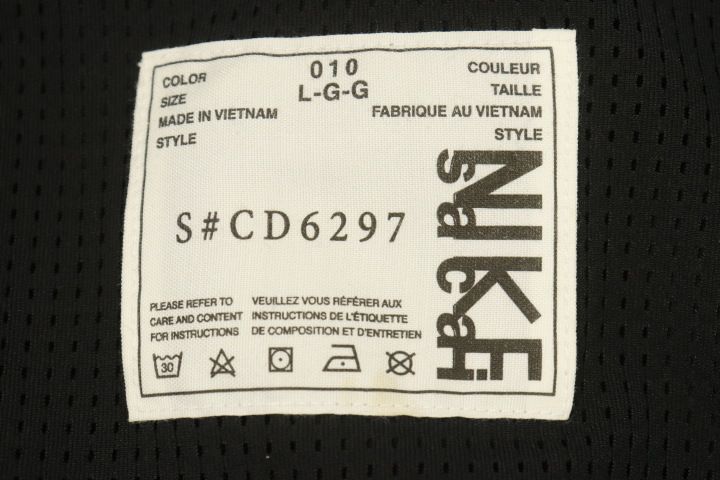 COLOR 010 COULEUR
SIZE L-G-G TAILLE
MADE IN VIETNAM FABRIQUE AU VIETNAM
STYLE STYLE
S#CD6297
NIKE
sacai
PLEASE REFER TO
CARE AND CONTENT
FOR INSTRUCTIONS
VEUILLEZ VOUS RÉFÉRER AUX
INSTRUCTIONS DE L'ÉTIQUETTE
DE COMPOSITION ET D'ENTRETIEN
30